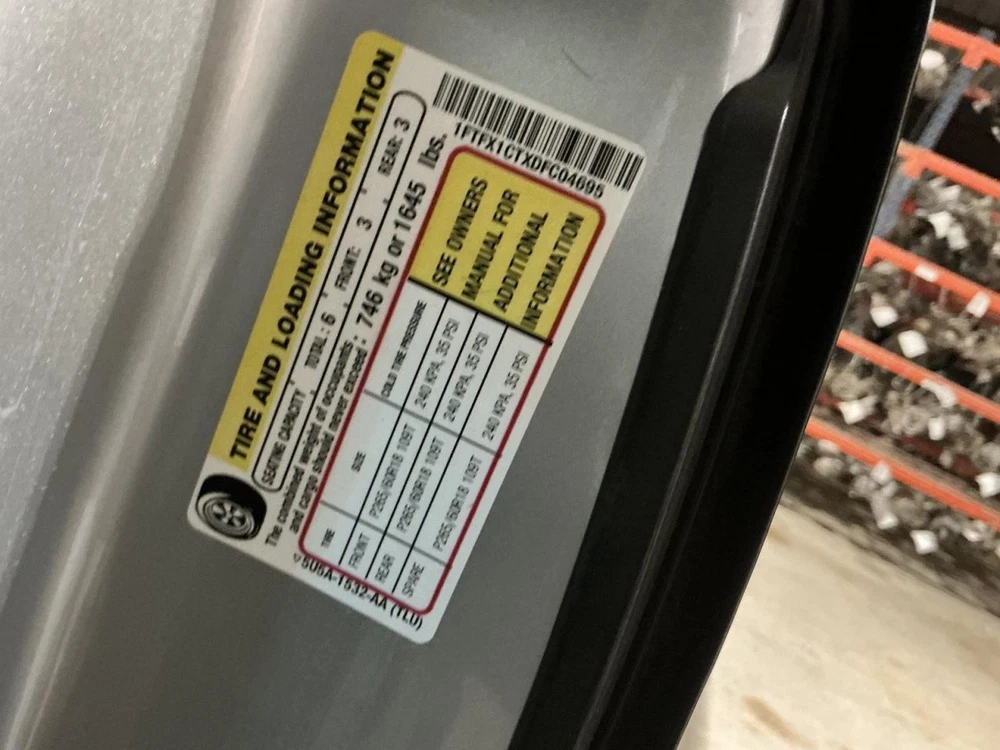 TIRE AND LOADING INFORMATION
SEATING CAPACITY TOTAL: 6 FRONT: 3 REAR: 3
The combined weight of occupants
and cargo should never exceed: 746 kg or 1645 lbs.
TIRE SIZE COLD TIRE PRESSURE
FRONT P265/60R18 109T 240 KPA, 35 PSI
REAR P265/60R18 109T 240 KPA, 35 PSI
SPARE P265/60R18 109T 240 KPA, 35 PSI
SEE OWNERS
MANUAL FOR
ADDITIONAL
INFORMATION
5U5A-1532-AA (TLD)
1FTFX1CTXDFC04695